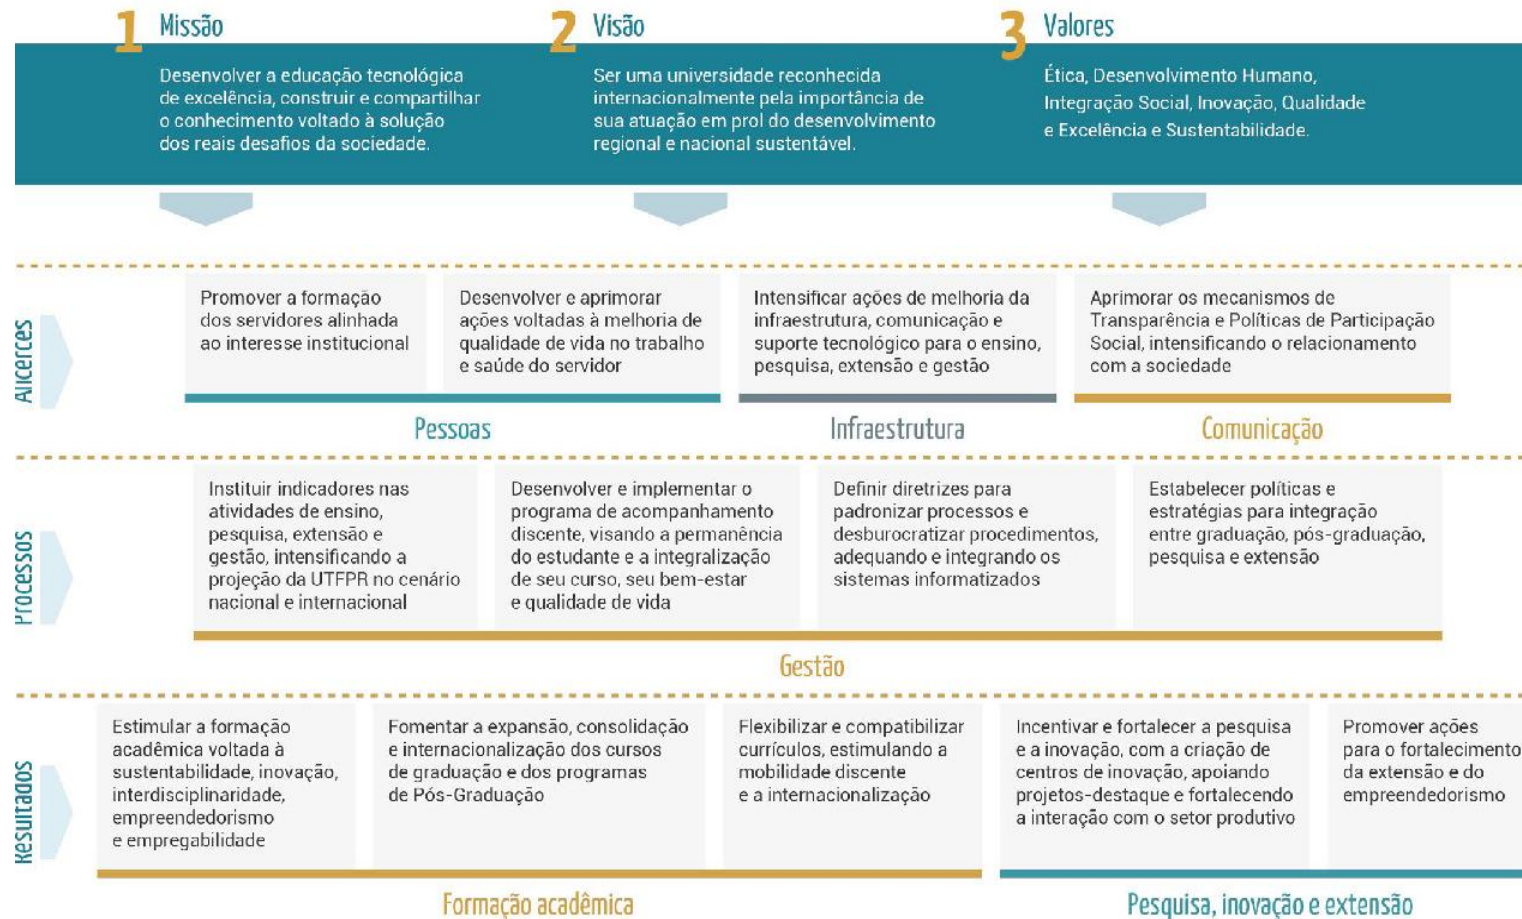 1 Missão
Desenvolver a educação tecnológica
de excelência, construir e compartilhar
o conhecimento voltado à solução
dos reais desafios da sociedade.
2 Visão
Ser uma universidade reconhecida
internacionalmente pela importância de
sua atuação em prol do desenvolvimento
regional e nacional sustentável.
3 Valores
Ética, Desenvolvimento Humano,
Integração Social, Inovação, Qualidade
e Excelência e Sustentabilidade.
Alicerces
Promover a formação
dos servidores alinhada
ao interesse institucional
Desenvolver e aprimorar
ações voltadas à melhoria de
qualidade de vida no trabalho
e saúde do servidor
Intensificar ações de melhoria da
infraestrutura, comunicação e
suporte tecnológico para o ensino,
pesquisa, extensão e gestão
Aprimorar os mecanismos de
Transparência e Políticas de Participação
Social, intensificando o relacionamento
com a sociedade
Pessoas
Infraestrutura
Comunicação
Processos
Instituir indicadores nas
atividades de ensino,
pesquisa, extensão e
gestão, intensificando a
projeção da UTFPR no cenário
nacional e internacional
Desenvolver e implementar o
programa de acompanhamento
discente, visando a permanência
do estudante e a integralização
de seu curso, seu bem-estar
e qualidade de vida
Definir diretrizes para
padronizar processos e
desburocratizar procedimentos,
adequando e integrando os
sistemas informatizados
Estabelecer políticas e
estratégias para integração
entre graduação, pós-graduação,
pesquisa e extensão
Gestão
Resultados
Estimular a formação
acadêmica voltada à
sustentabilidade, inovação,
interdisciplinaridade,
empreendedorismo
e empregabilidade
Fomentar a expansão, consolidação
e internacionalização dos cursos
de graduação e dos programas
de Pós-Graduação
Flexibilizar e compatibilizar
currículos, estimulando a
mobilidade discente
e a internacionalização
Incentivar e fortalecer a pesquisa
e a inovação, com a criação de
centros de inovação, apoiando
projetos-destaque e fortalecendo
a interação com o setor produtivo
Promover ações
para o fortalecimento
da extensão e do
empreendedorismo
Formação acadêmica
Pesquisa, inovação e extensão